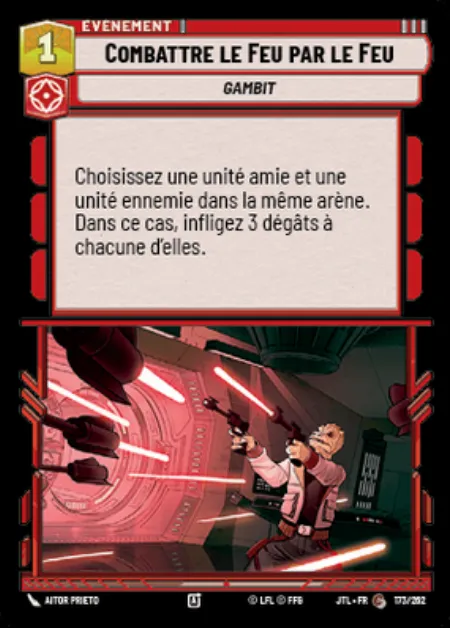 ÉVÉNEMENT
1
COMBATTRE LE FEU PAR LE FEU
GAMBIT
Choisissez une unité amie et une
unité ennemie dans la même arène.
Dans ce cas, infligez 3 dégâts à
chacune d'elles.
AITOR PRIETO
© LFL © FFG
JTL • FR
173/262